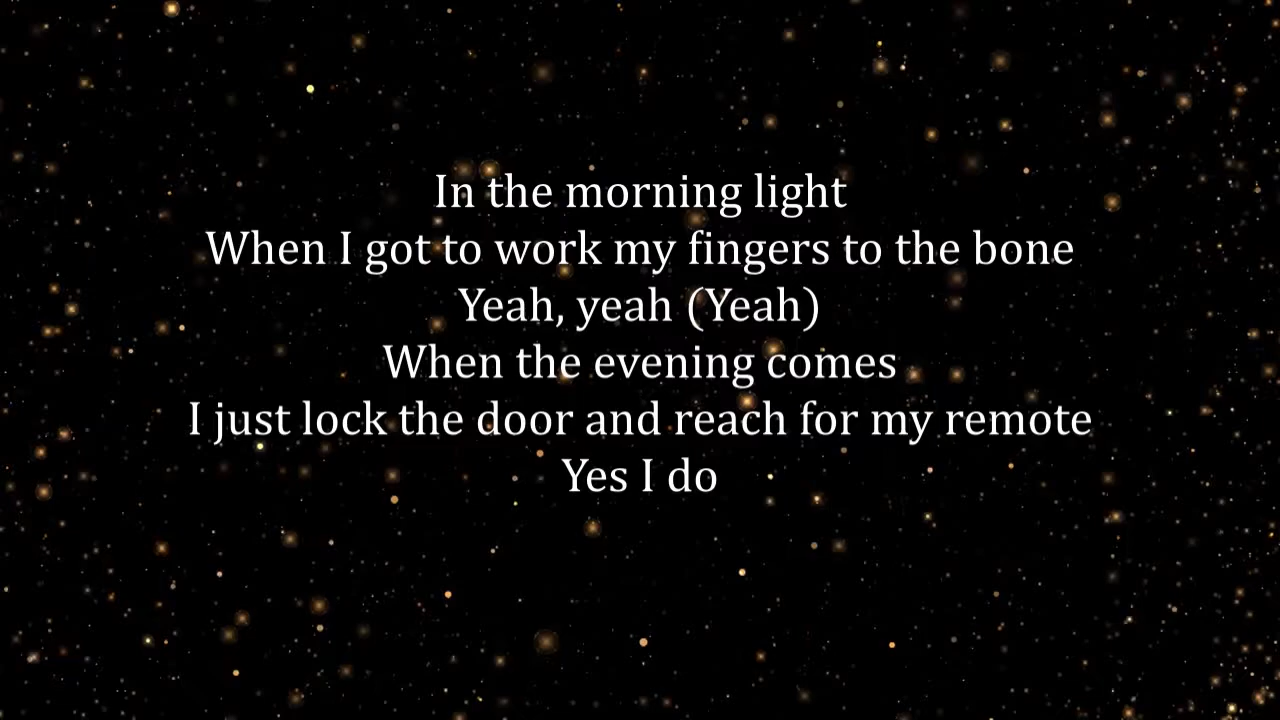 In the morning light
When I got to work my fingers to the bone
Yeah, yeah (Yeah)
When the evening comes
I just lock the door and reach for my remote
Yes I do